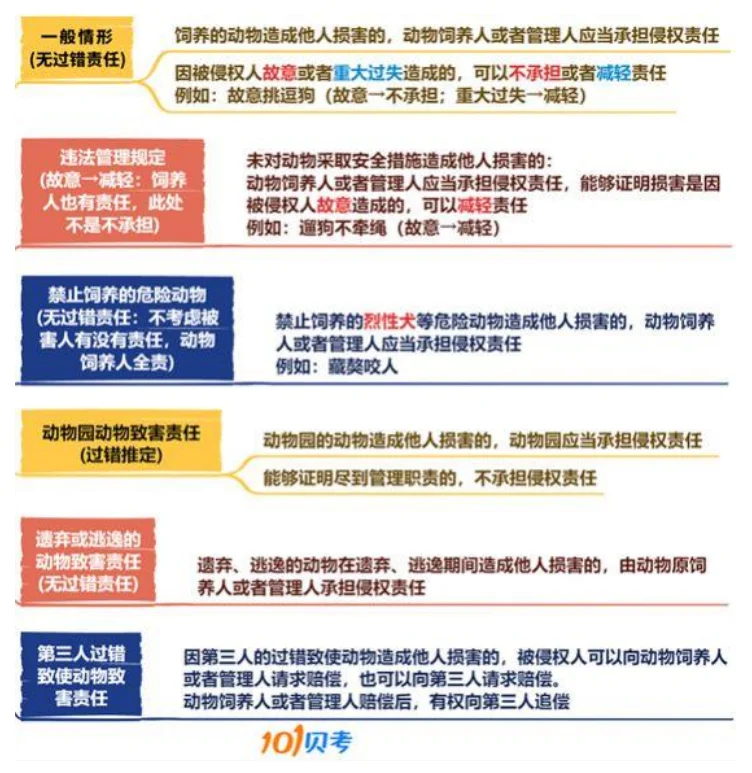 一般情形
(无过错责任)
饲养的动物造成他人损害的，动物饲养人或者管理人应当承担侵权责任
因被侵权人故意或者重大过失造成的，可以不承担或者减轻责任
例如：故意挑逗狗（故意→不承担；重大过失→减轻）
违法管理规定
(故意→减轻：饲养
人也有责任，此处
不是不承担)
未对动物采取安全措施造成他人损害的：
动物饲养人或者管理人应当承担侵权责任，能够证明损害是因
被侵权人故意造成的，可以减轻责任
例如：遛狗不牵绳（故意→减轻）
禁止饲养的危险动物
(无过错责任：不考虑被
害人有没有责任，动物
饲养人全责)
禁止饲养的烈性犬等危险动物造成他人损害的，动物饲养
人或者管理人应当承担侵权责任
例如：藏獒咬人
动物园动物致害责任
(过错推定)
动物园的动物造成他人损害的，动物园应当承担侵权责任
能够证明尽到管理职责的，不承担侵权责任
遗弃或逃逸的
动物致害责任
(无过错责任)
遗弃、逃逸的动物在遗弃、逃逸期间造成他人损害的，由动物原饲
养人或者管理人承担侵权责任
第三人过错
致使动物致
害责任
因第三人的过错致使动物造成他人损害的，被侵权人可以向动物饲养人
或者管理人请求赔偿，也可以向第三人请求赔偿。
动物饲养人或者管理人赔偿后，有权向第三人追偿
101贝考